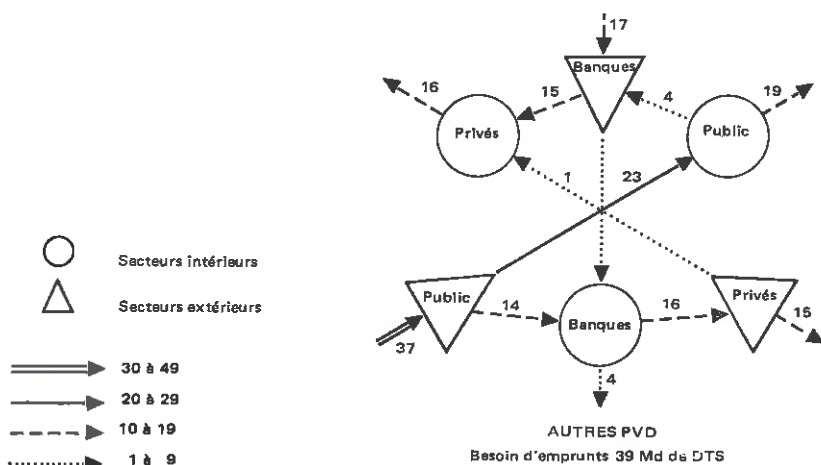 17
Banques
16
15
4
19
Privés
Public
1
23
Secteurs intérieurs
Secteurs extérieurs
Public
14
Banques
16
Privés
15
37
4
30 à 49
20 à 29
10 à 19
1 à 9
AUTRES PVD
Besoin d'emprunts 39 Md de DTS